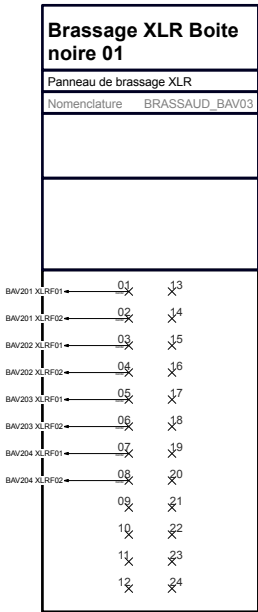 Brassage XLR Boite
noire 01
Panneau de brassage XLR
Nomenclature BRASSAUD_BAV03
BAV201 XLRF01 01 13
BAV201 XLRF02 02 14
BAV202 XLRF01 03 15
BAV202 XLRF02 04 16
BAV203 XLRF01 05 17
BAV203 XLRF02 06 18
BAV204 XLRF01 07 19
BAV204 XLRF02 08 20
09 21
10 22
11 23
12 24